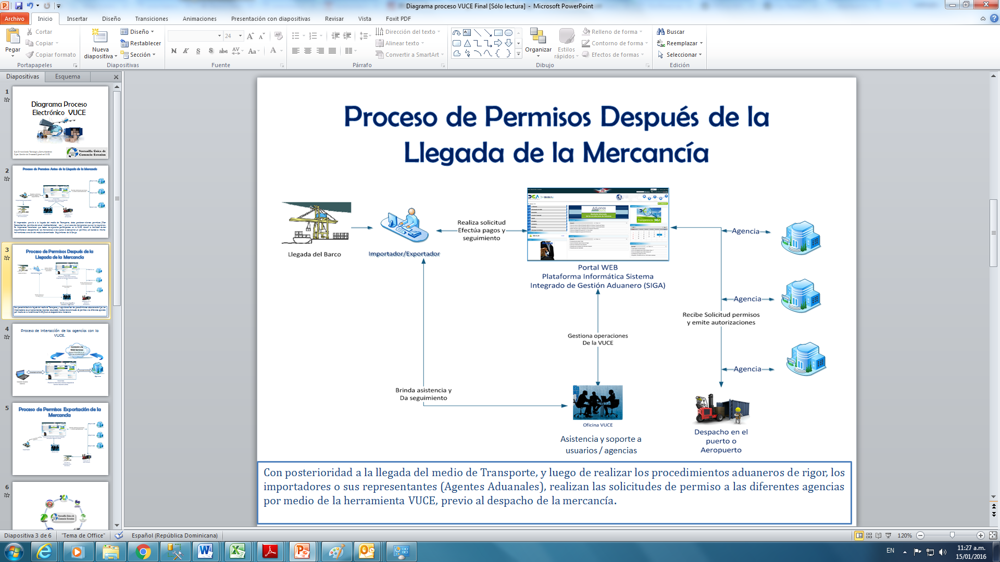 Diagrama proceso VUCE Final [Sólo lectura] - Microsoft PowerPoint
Archivo Inicio Insertar Diseño Transiciones Animaciones Presentación con diapositivas Revisar Vista Foxit PDF
Pegar
Cortar
Copiar
Copiar formato
Portapapeles
Nueva diapositiva
Diseño
Restablecer
Sección
Diapositivas
24
Fuente
Dirección del texto
Alinear texto
Convertir a SmartArt
Párrafo
Organizar
Estilos rápidos
Relleno de forma
Contorno de forma
Efectos de formas
Dibujo
Buscar
Reemplazar
Seleccionar
Edición
Diapositivas Esquema
1
Diagrama Proceso
Electrónico VUCE
Ventanilla Única de
Comercio Exterior
2
Proceso de Permisos Antes de la Llegada de la Mercancía
3
Proceso de Permisos Después de la
Llegada de la Mercancía
4
Proceso de Interacción de las agencias con la
VUCE.
5
Proceso de Permisos Exportación de la
Mercancía
6
Proceso de Permisos Después de la
Llegada de la Mercancía
Llegada del Barco
Importador/Exportador
Realiza solicitud
Efectúa pagos y
seguimiento
DGA
SIGA
Aduanas
Transparencia DGA
Portal WEB
Plataforma Informática Sistema
Integrado de Gestión Aduanero (SIGA)
Agencia
Agencia
Recibe Solicitud permisos
y emite autorizaciones
Agencia
Gestiona operaciones
De la VUCE
Brinda asistencia y
Da seguimiento
Oficina VUCE
Asistencia y soporte a
usuarios / agencias
Despacho en el
puerto o
Aeropuerto
Con posterioridad a la llegada del medio de Transporte, y luego de realizar los procedimientos aduaneros de rigor, los
importadores o sus representantes (Agentes Aduanales), realizan las solicitudes de permiso a las diferentes agencias
por medio de la herramienta VUCE, previo al despacho de la mercancía.
Diapositiva 3 de 6 "Tema de Office" Español (República Dominicana) 120%
EN
11:27 a.m.
15/01/2016